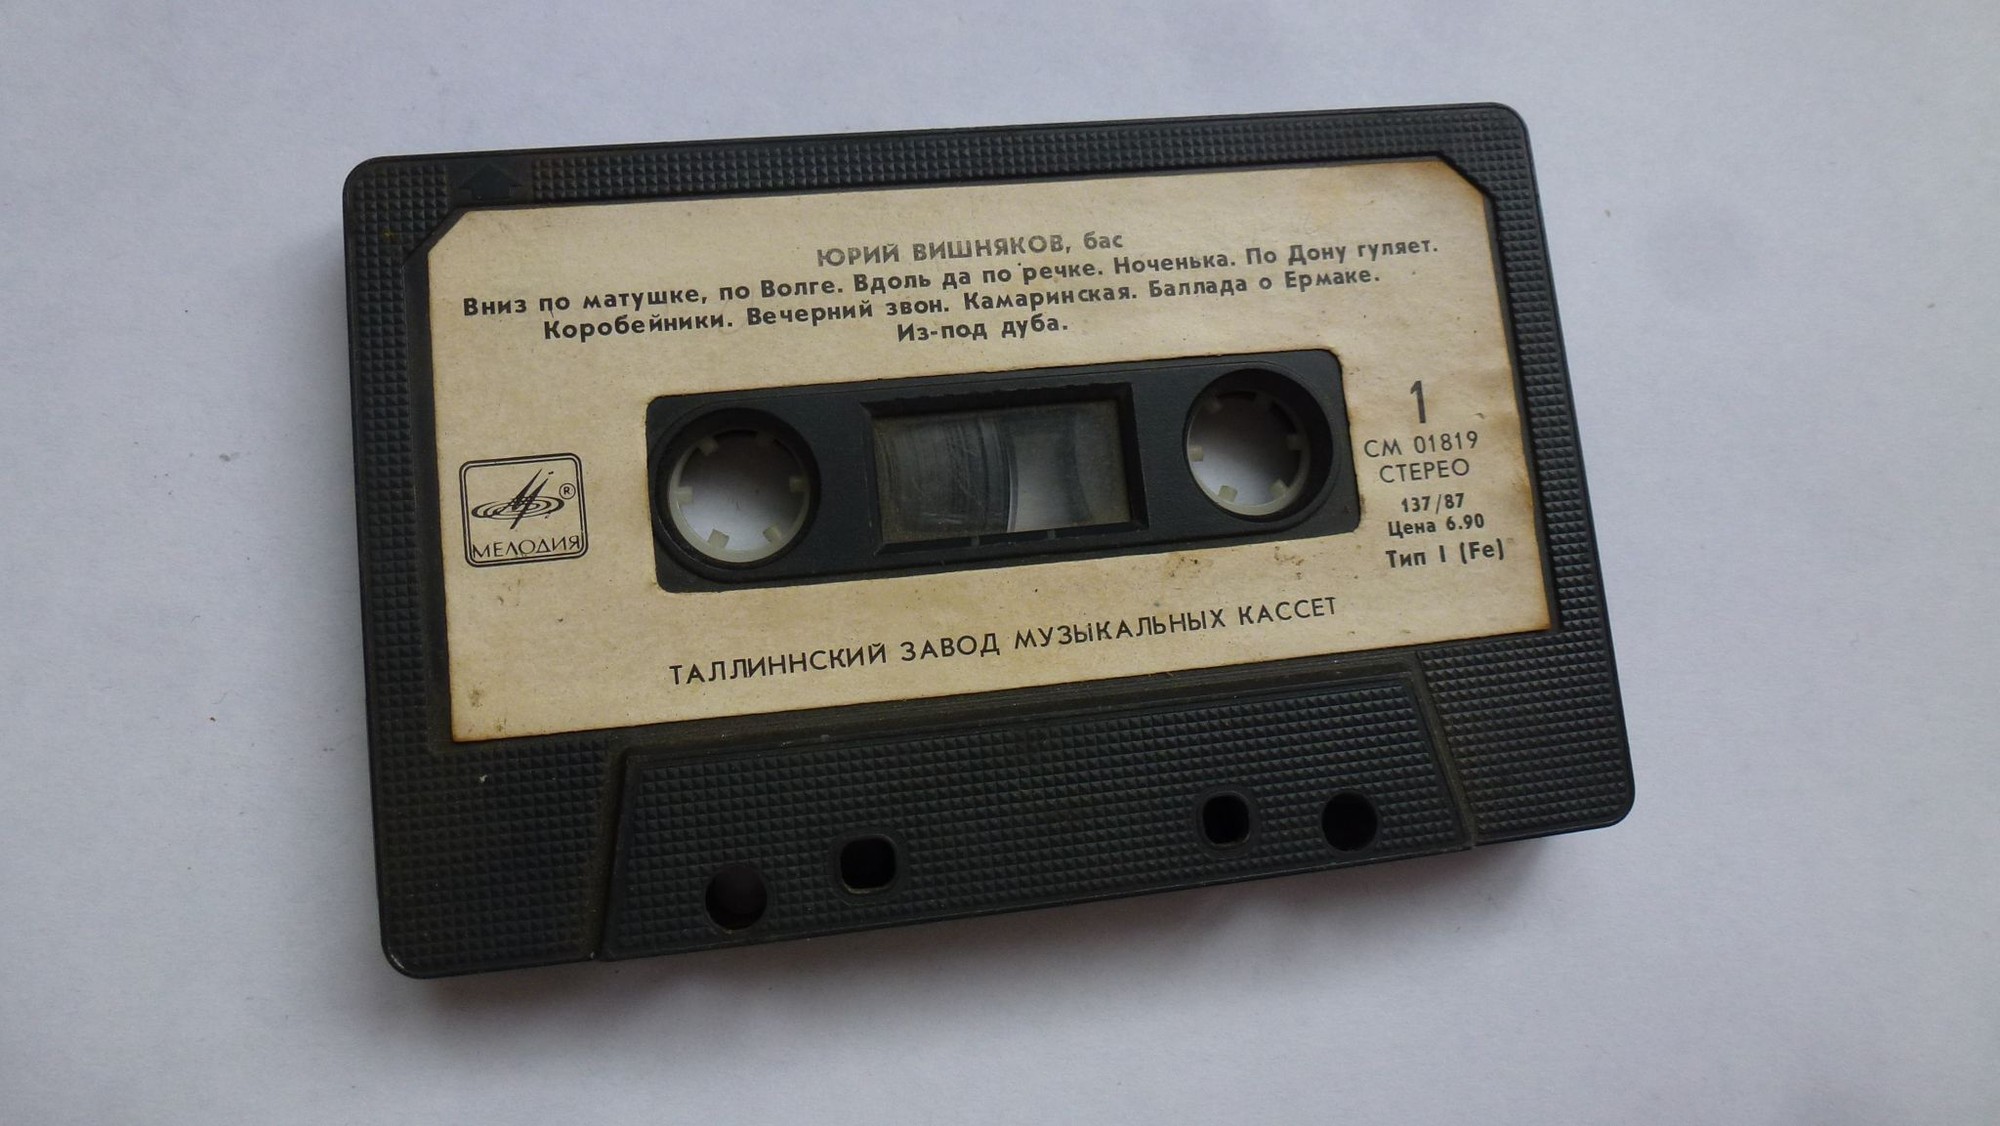 ЮРИЙ ВИШНЯКОВ, бас
Вниз по матушке, по Волге. Вдоль да по речке. Ноченька. По Дону гуляет.
Коробейники. Вечерний звон. Камаринская. Баллада о Ермаке.
Из-под дуба.
1
СМ 01819
СТЕРЕО
137/87
Цена 6.90
Тип I (Fe)
®
МЕЛОДИЯ
ТАЛЛИННСКИЙ ЗАВОД МУЗЫКАЛЬНЫХ КАССЕТ